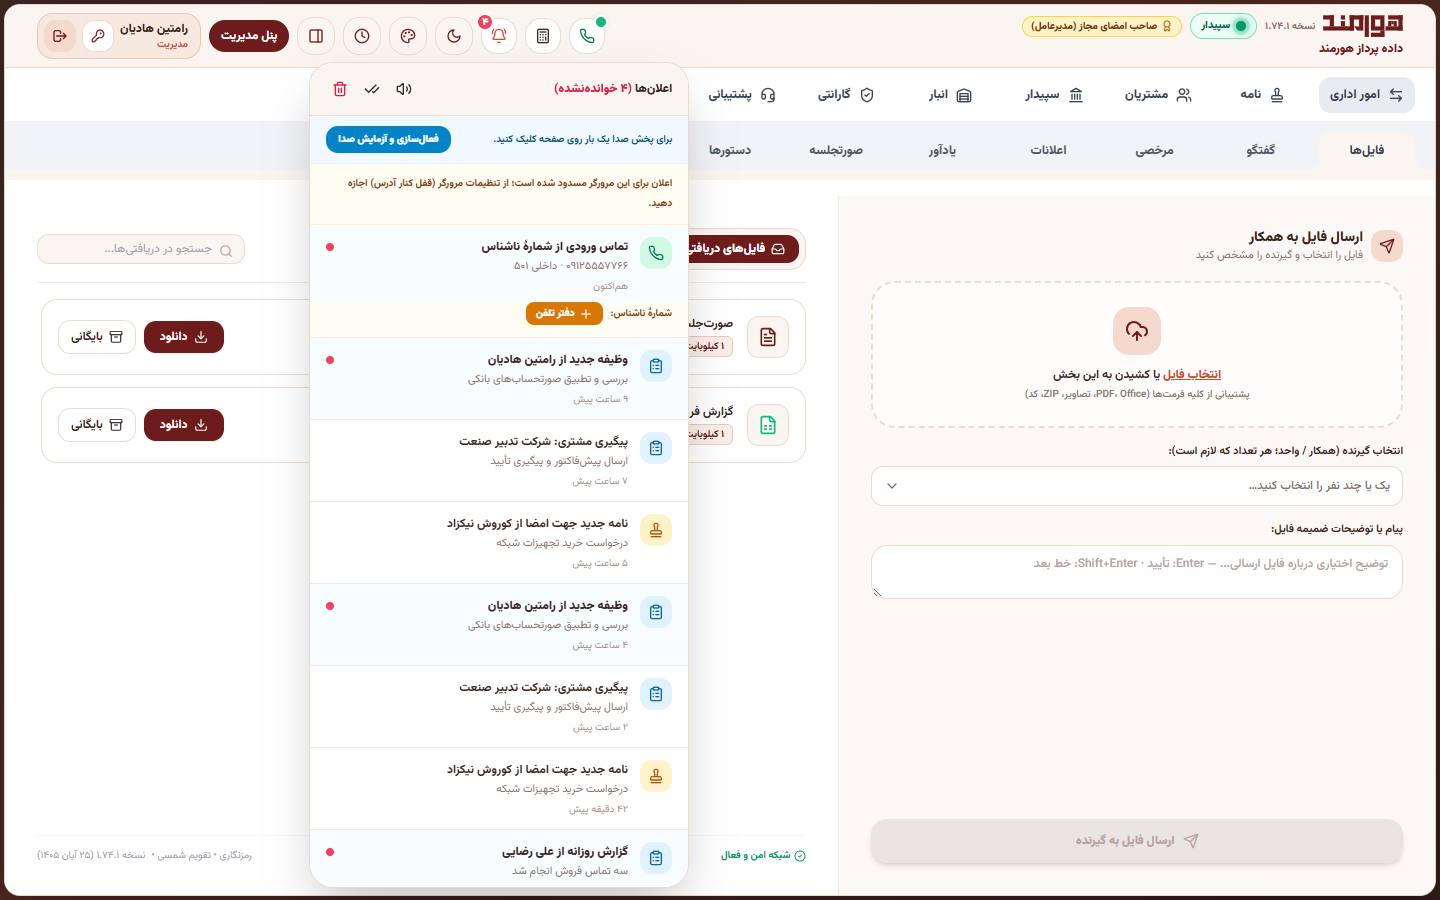 هورمند
داده پرداز هورمند
نسخه ۱.۷۴.۱
سپیدار
صاحب امضای مجاز (مدیرعامل)
۴
پنل مدیریت
رامتین هادیان
مدیریت
امور اداری
نامه
مشتریان
سپیدار
انبار
گارانتی
پشتیبانی
فایل‌ها
گفتگو
مرخصی
اعلانات
یادآور
صورتجلسه
دستورها
ارسال فایل به همکار
فایل را انتخاب و گیرنده را مشخص کنید
انتخاب فایل یا کشیدن به این بخش
پشتیبانی از کلیه فرمت‌ها (PDF، Office، تصاویر، ZIP، کد)
انتخاب گیرنده (همکار / واحد؛ هر تعداد که لازم است):
یک یا چند نفر را انتخاب کنید...
پیام یا توضیحات ضمیمه فایل:
توضیح اختیاری درباره فایل ارسالی... — Enter: تأیید · Shift+Enter: خط بعد
ارسال فایل به گیرنده
فایل‌های دریافتی
جستجو در دریافتی‌ها...
صورت‌جلس
۱ کیلوبایت
دانلود
بایگانی
گزارش فر
۱ کیلوبایت
دانلود
بایگانی
شبکه امن و فعال
رمزنگاری • تقویم شمسی • نسخه ۱.۷۴.۱ (۲۵ آبان ۱۴۰۵)
اعلان‌ها (۴ خوانده‌نشده)
برای پخش صدا یک بار روی صفحه کلیک کنید.
فعال‌سازی و آزمایش صدا
اعلان برای این مرورگر مسدود شده است؛ از تنظیمات مرورگر (قفل کنار آدرس) اجازه
دهید.
تماس ورودی از شمارهٔ ناشناس
۰۹۱۲۵۵۵۷۷۶۶ · داخلی ۵۰۱
هم‌اکنون
شمارهٔ ناشناس:
دفتر تلفن
وظیفه جدید از رامتین هادیان
بررسی و تطبیق صورتحساب‌های بانکی
۹ ساعت پیش
پیگیری مشتری: شرکت تدبیر صنعت
ارسال پیش‌فاکتور و پیگیری تأیید
۷ ساعت پیش
نامه جدید جهت امضا از کوروش نیکزاد
درخواست خرید تجهیزات شبکه
۵ ساعت پیش
وظیفه جدید از رامتین هادیان
بررسی و تطبیق صورتحساب‌های بانکی
۴ ساعت پیش
پیگیری مشتری: شرکت تدبیر صنعت
ارسال پیش‌فاکتور و پیگیری تأیید
۲ ساعت پیش
نامه جدید جهت امضا از کوروش نیکزاد
درخواست خرید تجهیزات شبکه
۴۲ دقیقه پیش
گزارش روزانه از علی رضایی
سه تماس فروش انجام شد